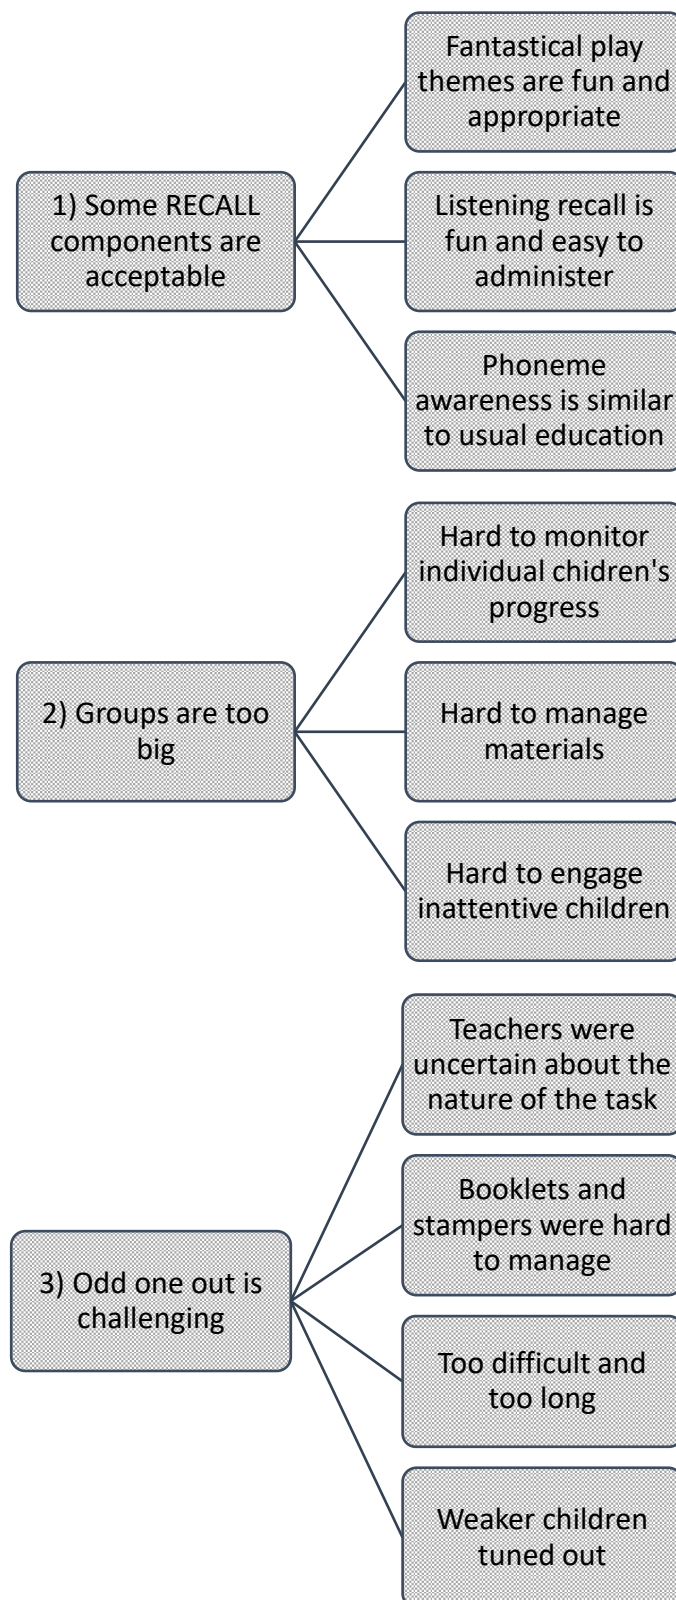 1) Some RECALL
components are
acceptable
Fantastical play
themes are fun and
appropriate
Listening recall is
fun and easy to
administer
Phoneme
awareness is similar
to usual education
2) Groups are too
big
Hard to monitor
individual chidren's
progress
Hard to manage
materials
Hard to engage
inattentive children
3) Odd one out is
challenging
Teachers were
uncertain about the
nature of the task
Booklets and
stampers were hard
to manage
Too difficult and
too long
Weaker children
tuned out